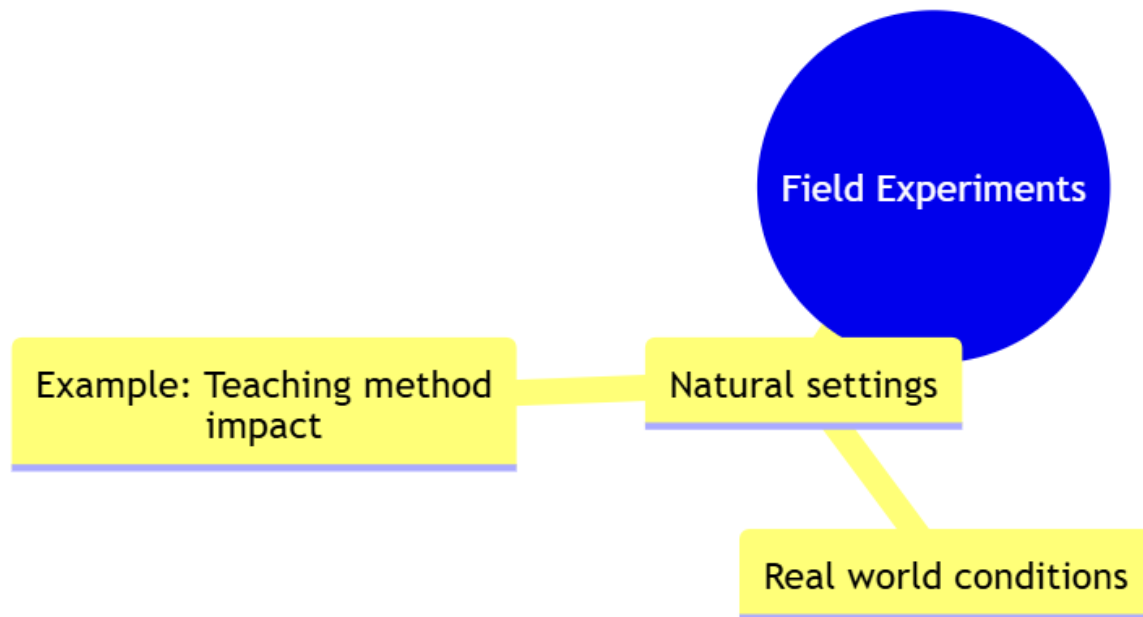 Field Experiments
Example: Teaching method
impact
Natural settings
Real world conditions